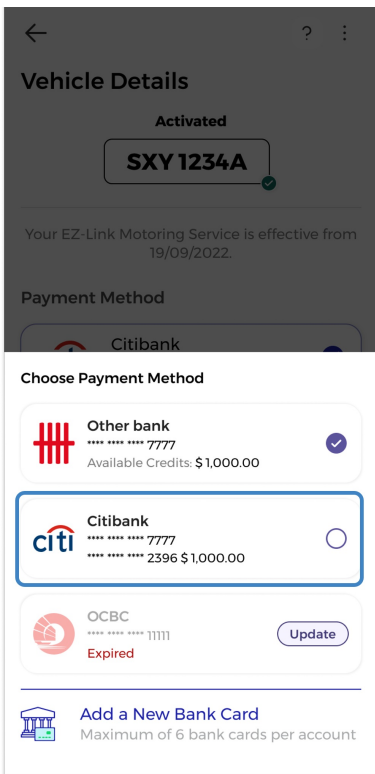 ?
Vehicle Details
Activated
SXY 1234A
Your EZ-Link Motoring Service is effective from
19/09/2022.
Payment Method
Citibank
Choose Payment Method
Other bank
**** **** **** 7777
Available Credits: $1,000.00
citi
Citibank
**** **** **** 7777
**** **** **** 2396 $1,000.00
OCBC
**** **** **** 11111
Update
Expired
Add a New Bank Card
Maximum of 6 bank cards per account